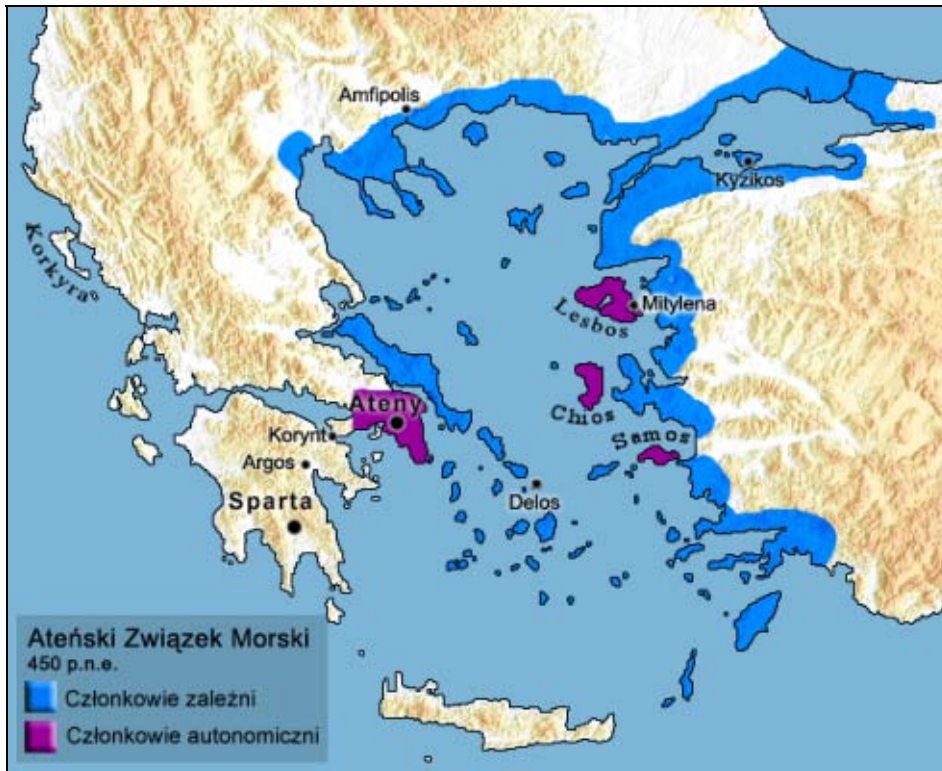 Amfipolis
Kyzikos
Korkyra
Mitylena
Lesbos
Ateny
Chios
Korynt
Samos
Argos
Delos
Sparta
Ateński Związek Morski
450 p.n.e.
Członkowie zależni
Członkowie autonomiczni